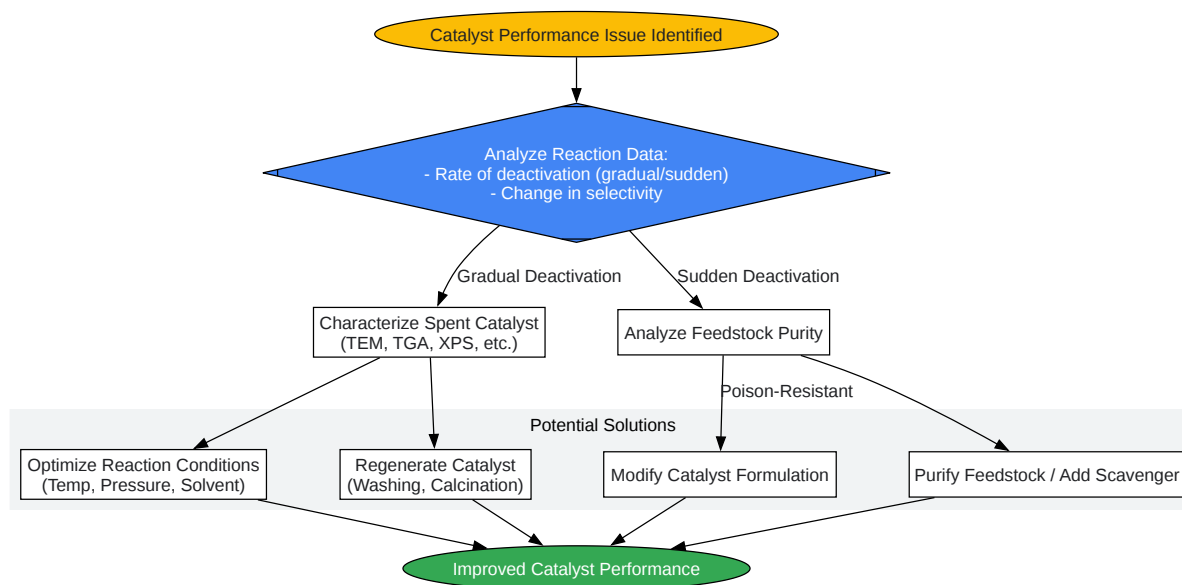 Catalyst Performance Issue Identified
Analyze Reaction Data:
- Rate of deactivation (gradual/sudden)
- Change in selectivity
Gradual Deactivation
Sudden Deactivation
Characterize Spent Catalyst
(TEM, TGA, XPS, etc.)
Analyze Feedstock Purity
Poison-Resistant
Potential Solutions
Optimize Reaction Conditions
(Temp, Pressure, Solvent)
Regenerate Catalyst
(Washing, Calcination)
Modify Catalyst Formulation
Purify Feedstock / Add Scavenger
Improved Catalyst Performance